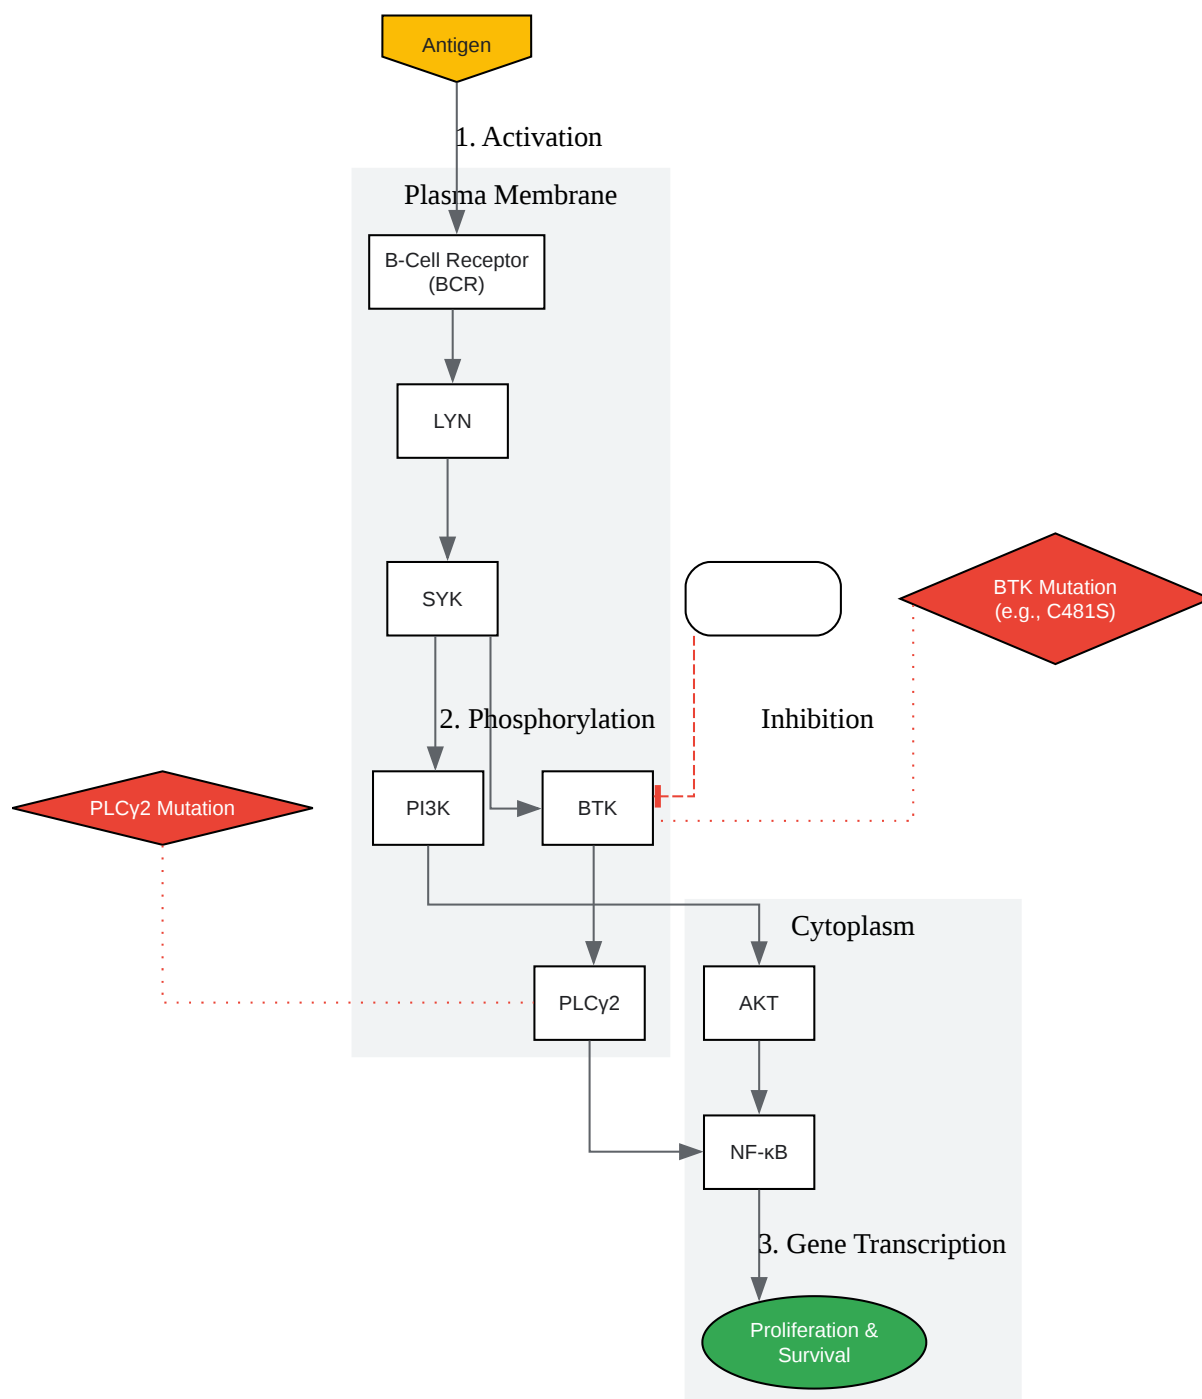 Antigen
1. Activation
Plasma Membrane
B-Cell Receptor
(BCR)
LYN
SYK
BTK Mutation
(e.g., C481S)
2. Phosphorylation
Inhibition
PLCγ2 Mutation
PI3K
BTK
Cytoplasm
PLCγ2
AKT
NF-κB
3. Gene Transcription
Proliferation &
Survival